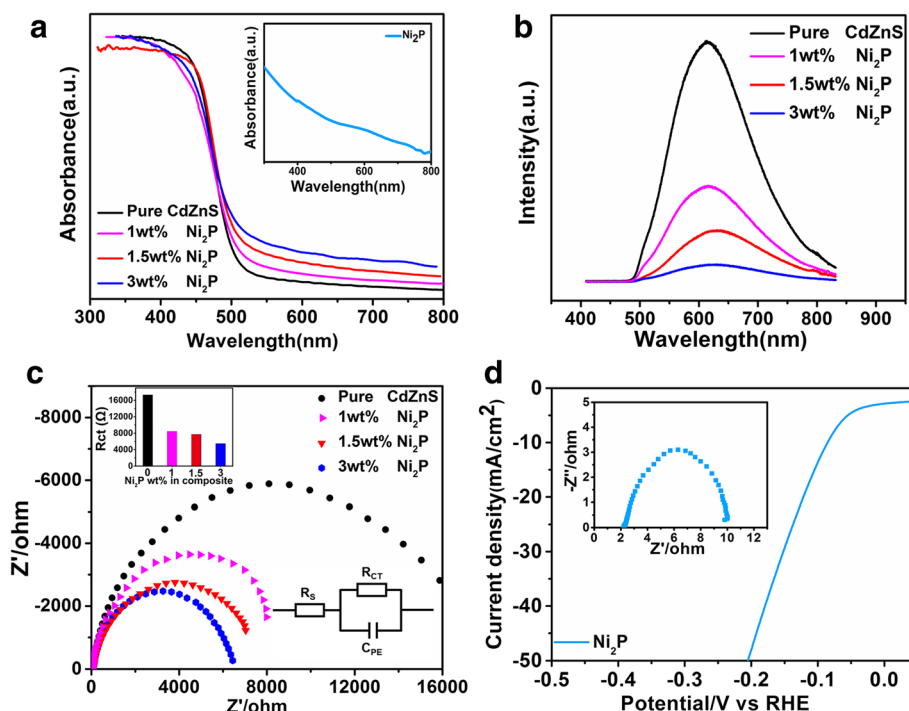 a
Absorbance(a.u.)
Ni2P
Absorbance(a.u.)
400 600 800
Wavelength(nm)
Pure CdZnS
1wt% Ni2P
1.5wt% Ni2P
3wt% Ni2P
300 400 500 600 700 800
Wavelength(nm)
b
Intensity(a.u.)
Pure CdZnS
1wt% Ni2P
1.5wt% Ni2P
3wt% Ni2P
400 500 600 700 800 900
Wavelength(nm)
c
Z'/ohm
-8000
-6000
-4000
-2000
0
Rct (Ω)
16000
12000
8000
4000
0
0 1 1.5 3
Ni2P wt% in composite
Pure CdZnS
1wt% Ni2P
1.5wt% Ni2P
3wt% Ni2P
RS
RCT
CPE
0 4000 8000 12000 16000
Z'/ohm
d
Current density(mA/cm2)
0
-10
-20
-30
-40
-50
-Z''/ohm
5
4
3
2
1
0
0 2 4 6 8 10 12
Z'/ohm
Ni2P
-0.5 -0.4 -0.3 -0.2 -0.1 0.0
Potential/V vs RHE